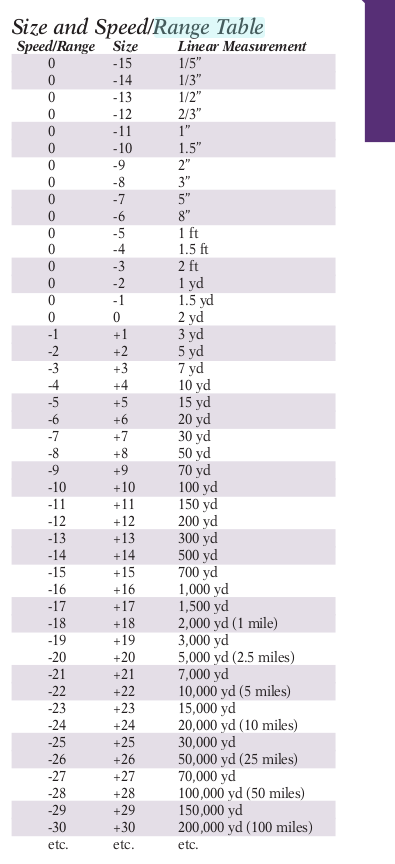 Size and Speed/Range Table
Speed/Range Size Linear Measurement
0 -15 1/5″
0 -14 1/3″
0 -13 1/2″
0 -12 2/3″
0 -11 1″
0 -10 1.5″
0 -9 2″
0 -8 3″
0 -7 5″
0 -6 8″
0 -5 1 ft
0 -4 1.5 ft
0 -3 2 ft
0 -2 1 yd
0 -1 1.5 yd
0 0 2 yd
-1 +1 3 yd
-2 +2 5 yd
-3 +3 7 yd
-4 +4 10 yd
-5 +5 15 yd
-6 +6 20 yd
-7 +7 30 yd
-8 +8 50 yd
-9 +9 70 yd
-10 +10 100 yd
-11 +11 150 yd
-12 +12 200 yd
-13 +13 300 yd
-14 +14 500 yd
-15 +15 700 yd
-16 +16 1,000 yd
-17 +17 1,500 yd
-18 +18 2,000 yd (1 mile)
-19 +19 3,000 yd
-20 +20 5,000 yd (2.5 miles)
-21 +21 7,000 yd
-22 +22 10,000 yd (5 miles)
-23 +23 15,000 yd
-24 +24 20,000 yd (10 miles)
-25 +25 30,000 yd
-26 +26 50,000 yd (25 miles)
-27 +27 70,000 yd
-28 +28 100,000 yd (50 miles)
-29 +29 150,000 yd
-30 +30 200,000 yd (100 miles)
etc. etc. etc.